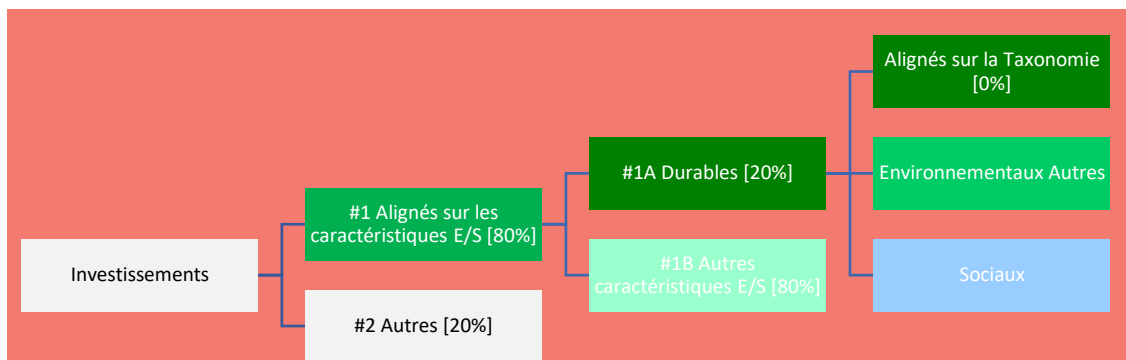 Investissements
#1 Alignés sur les
caractéristiques E/S [80%]
#2 Autres [20%]
#1A Durables [20%]
#1B Autres
caractéristiques E/S [80%]
Alignés sur la Taxonomie
[0%]
Environnementaux Autres
Sociaux